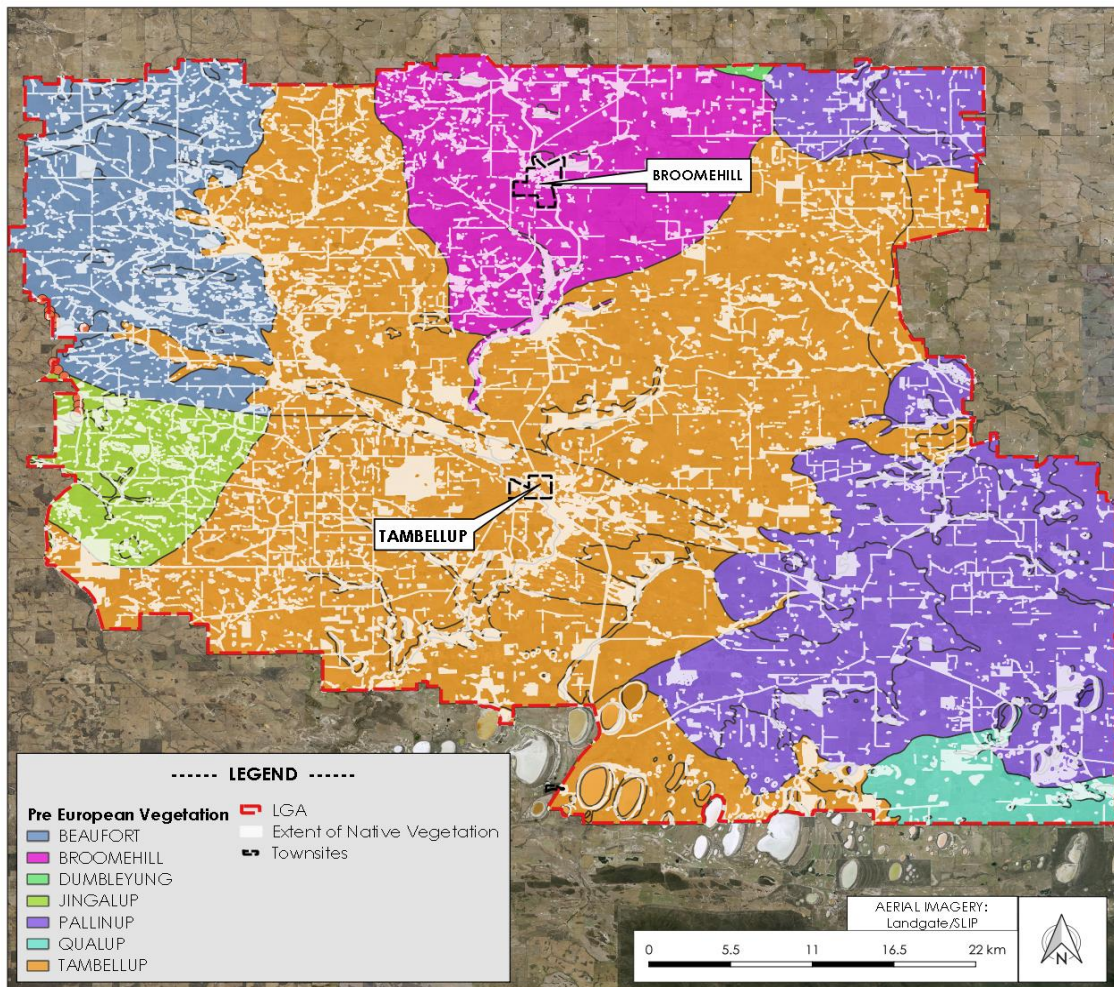 BROOMEHILL
TAMBELLUP
------ LEGEND ------
Pre European Vegetation
BEAUFORT
BROOMEHILL
DUMBLEYUNG
JINGALUP
PALLINUP
QUALUP
TAMBELLUP
LGA
Extent of Native Vegetation
Townsites
AERIAL IMAGERY:
Landgate/SLIP
0 5.5 11 16.5 22 km
N